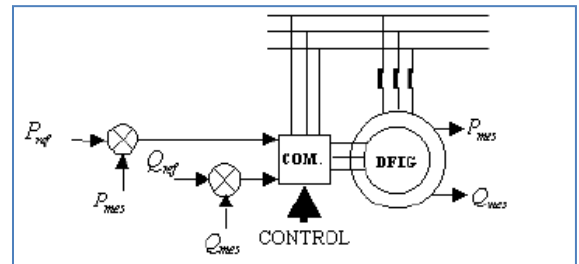 P_ref
P_mes
Q_ref
Q_mes
COM.
DFIG
P_mes
Q_mes
CONTROL